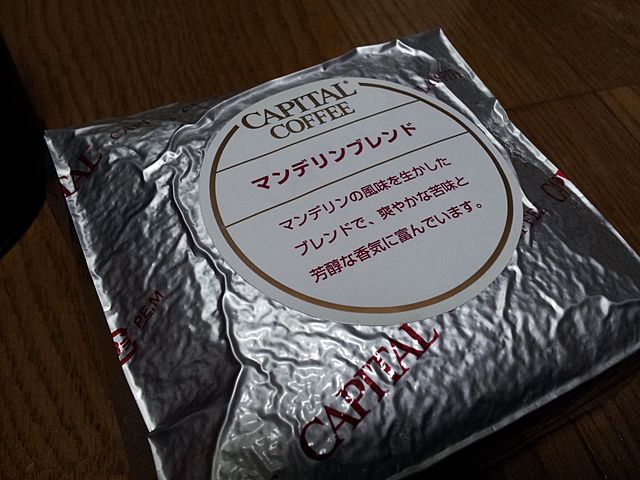 CAPITAL®
COFFEE
マンデリンブレンド
マンデリンの風味を生かした
ブレンドで、爽やかな苦味と
芳醇な香気に富んでいます。
CAPITAL
PE.M